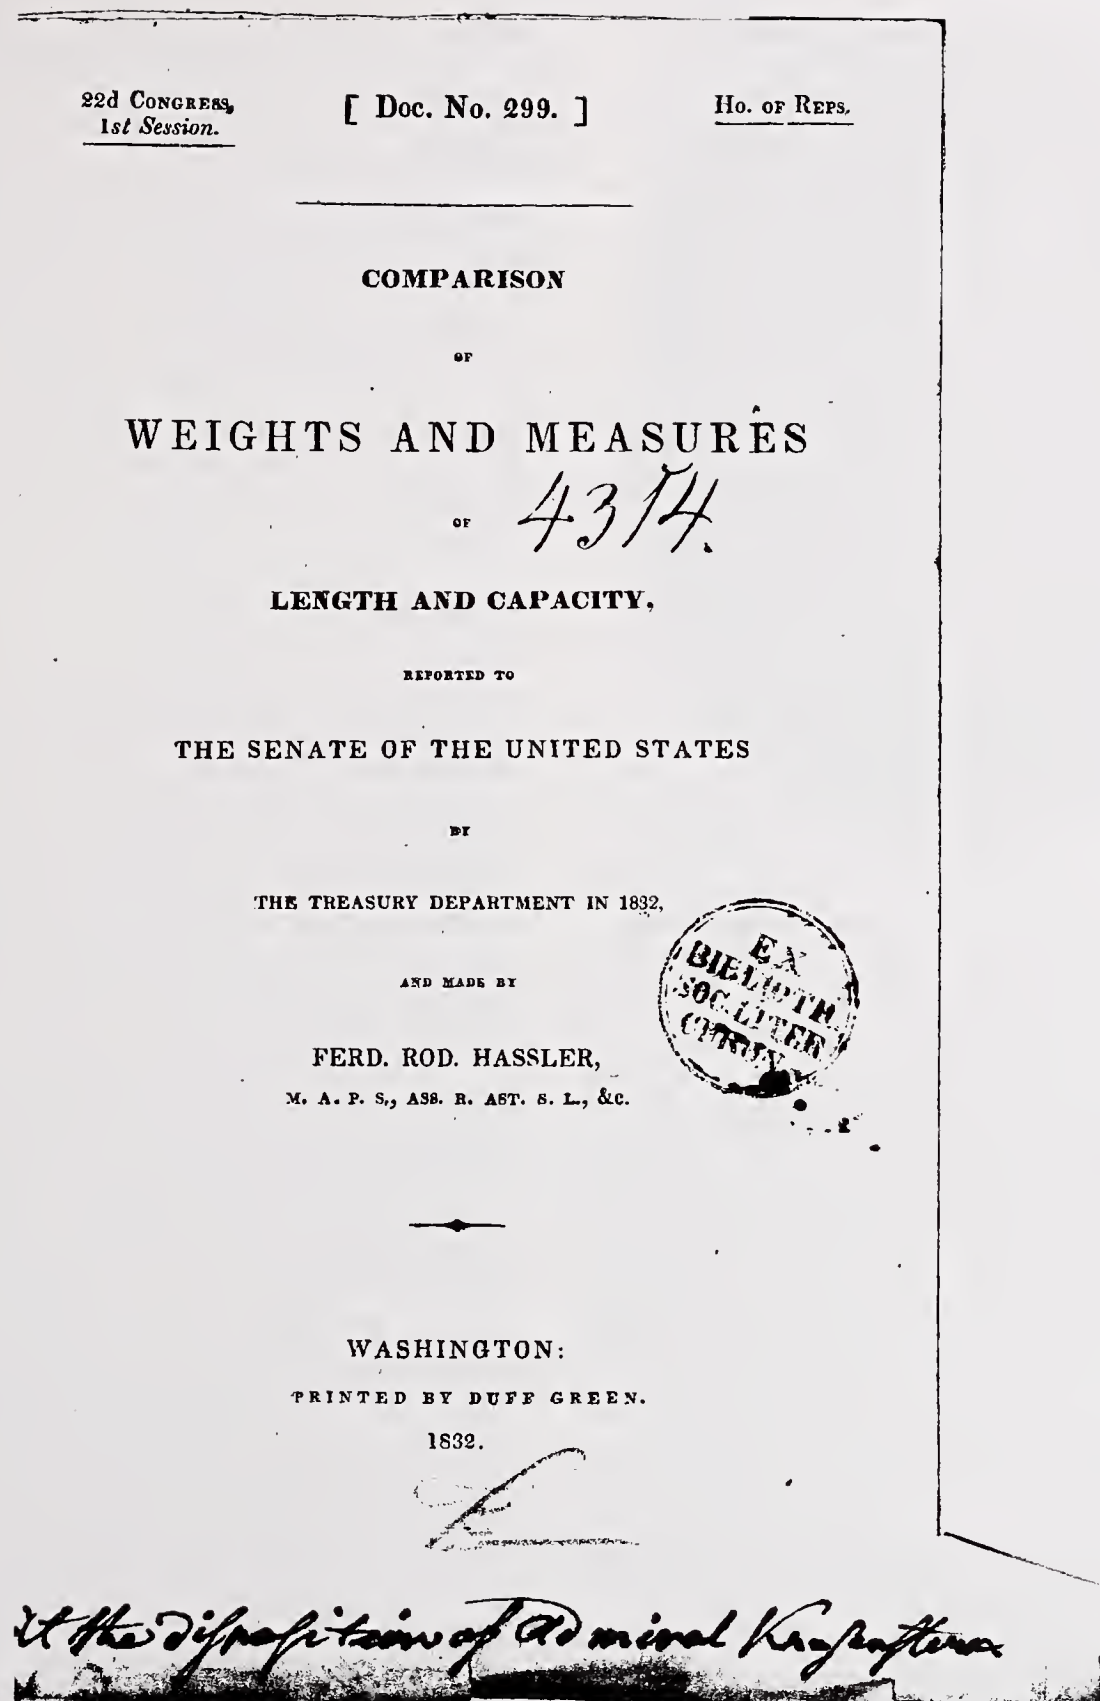 22d Congress,
1st Session.
[ Doc. No. 299. ]
Ho. of Reps.
COMPARISON
OF
WEIGHTS AND MEASURES
4314.
OF
LENGTH AND CAPACITY,
REPORTED TO
THE SENATE OF THE UNITED STATES
BY
THE TREASURY DEPARTMENT IN 1832,
EX
BIBLIOTH.
SOC. LITER
AND MADE BY
FERD. ROD. HASSLER,
M. A. P. S., ASS. R. AST. S. L., &c.
WASHINGTON:
PRINTED BY DUFF GREEN.
1832.
the disposition of Admiral